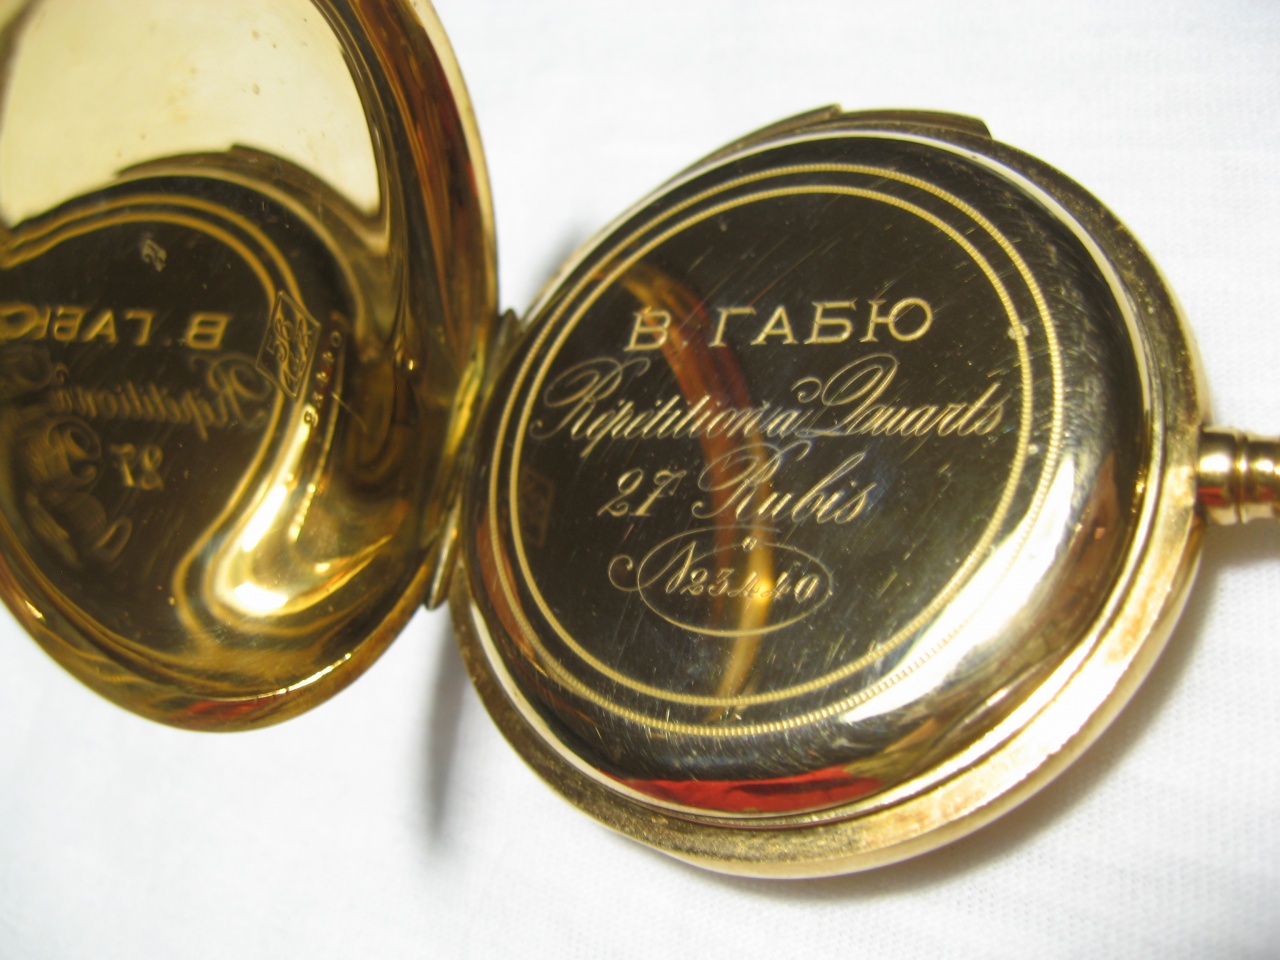 В. ГАБЮ
Répétition à Quarts
27 Rubis
№ 23440